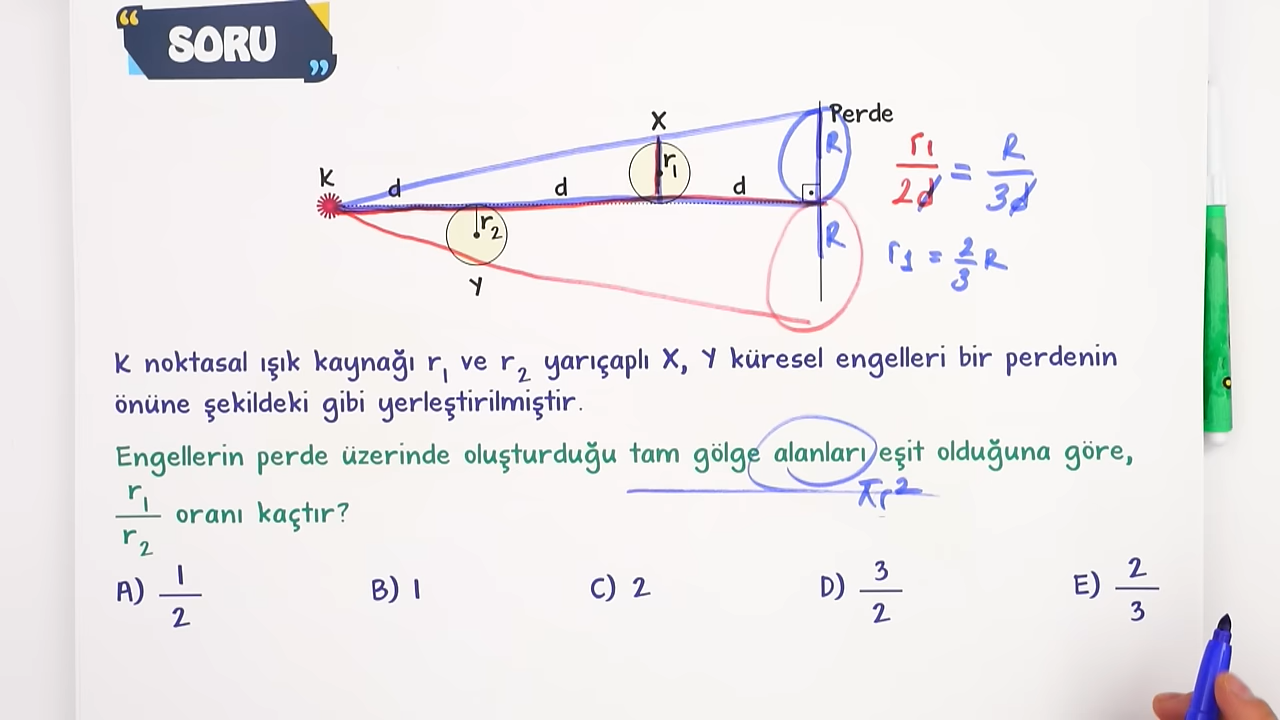 “ SORU ”
X
Perde
K
d
d
d
r₁
r₂
Y
R
R
r₁/2d = R/3d
r₁ = 2/3 R
K noktasal ışık kaynağı r₁ ve r₂ yarıçaplı X, Y küresel engelleri bir perdenin
önüne şekildeki gibi yerleştirilmiştir.
Engellerin perde üzerinde oluşturduğu tam gölge alanları eşit olduğuna göre,
πr²
r₁/r₂ oranı kaçtır?
A) 1/2 B) 1 C) 2 D) 3/2 E) 2/3